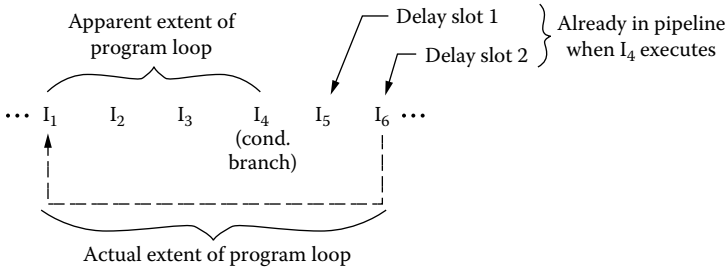 Apparent extent of
program loop
Delay slot 1
Delay slot 2
Already in pipeline
when I₄ executes
••• I₁ I₂ I₃ I₄ I₅ I₆ •••
(cond.
branch)
Actual extent of program loop